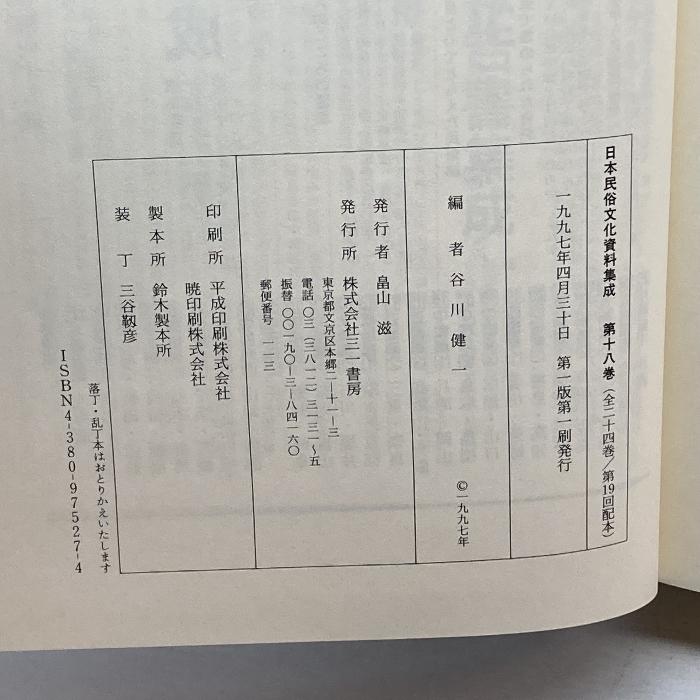 日本民俗文化資料集成　第十八巻（全二十四巻／第19回配本）
一九九七年四月三十日　第一版第一刷発行
編者　谷川健一
©一九九七年
発行者　畠山滋
発行所　株式会社三一書房
東京都文京区本郷二―十一―三
電話　〇三（三八一二）三一三一〜五
振替　〇〇一九〇―三―八四一六〇
郵便番号　一一三
印刷所　平成印刷株式会社
暁印刷株式会社
製本所　鈴木製本所
装丁　三谷靱彦
落丁・乱丁本はおとりかえいたします
ISBN4-380-97527-4